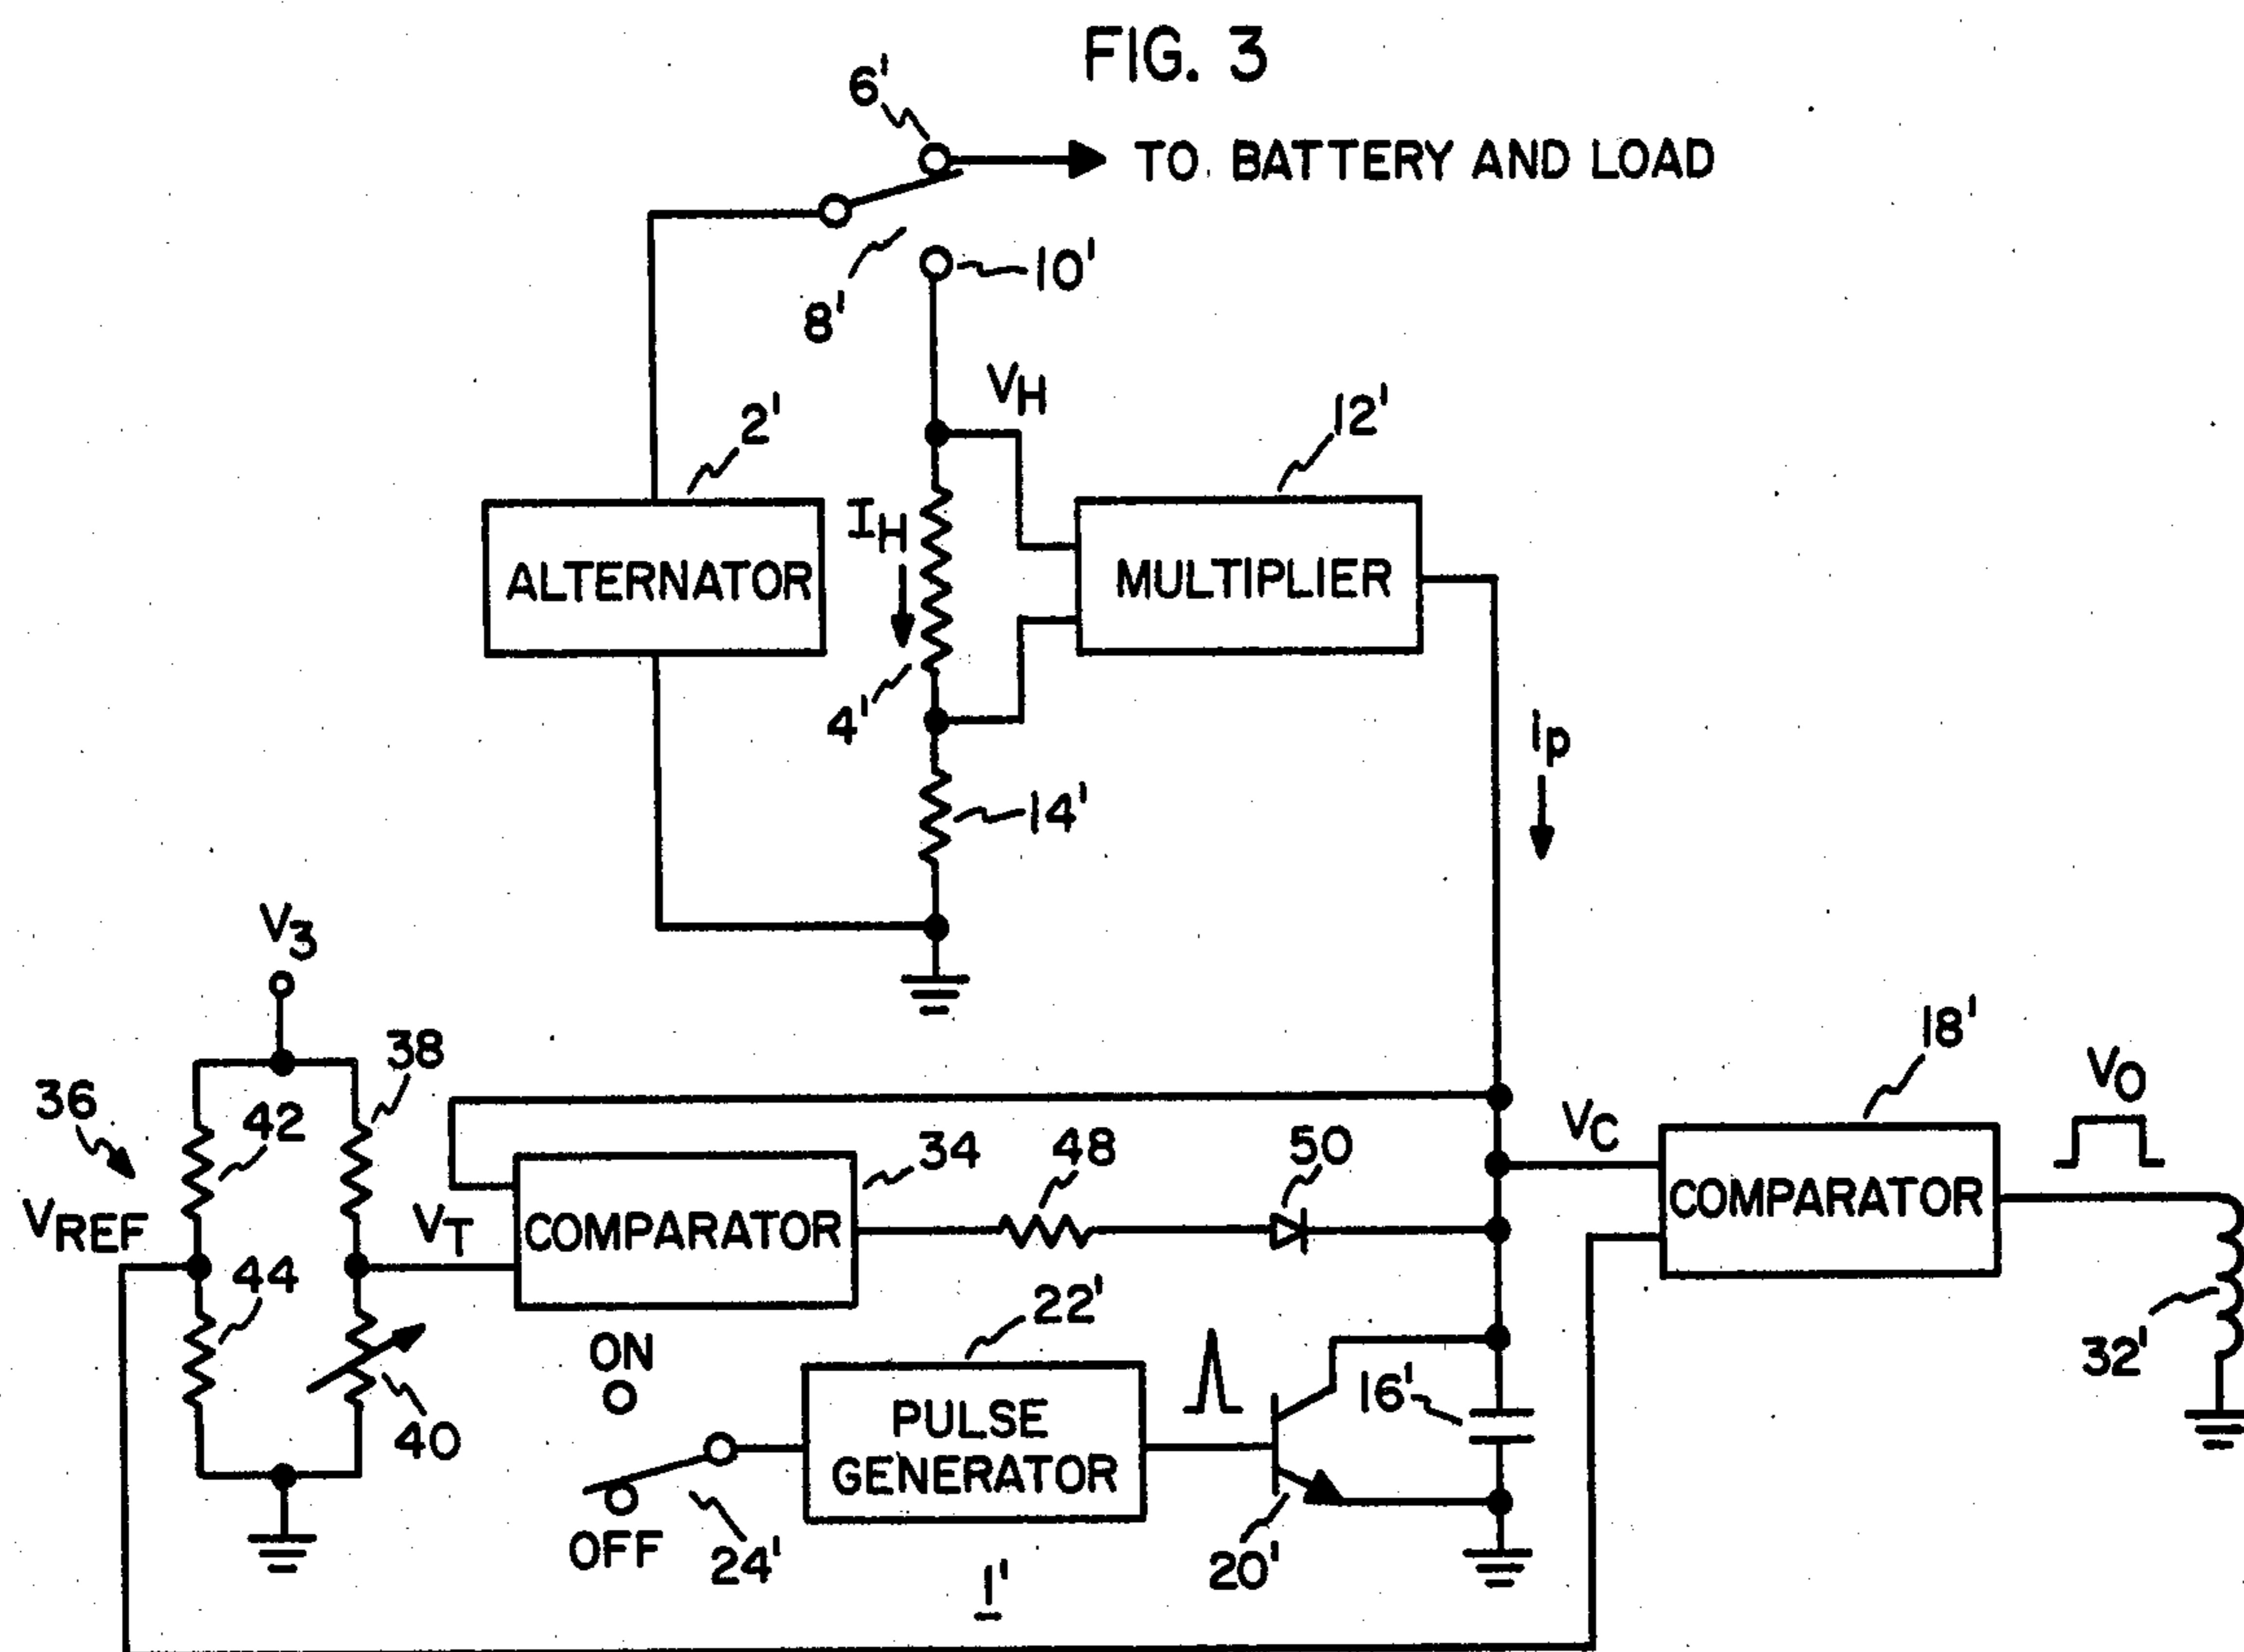 FIG. 3
6'
TO BATTERY AND LOAD
8'
10'
VH
2'
12'
IH
ALTERNATOR
MULTIPLIER
4'
ip
14'
V3
38
18'
VO
36
42
34
48
50
VC
VREF
VT
COMPARATOR
COMPARATOR
44
22'
32'
ON
16'
40
PULSE
GENERATOR
OFF
24'
20'
1'